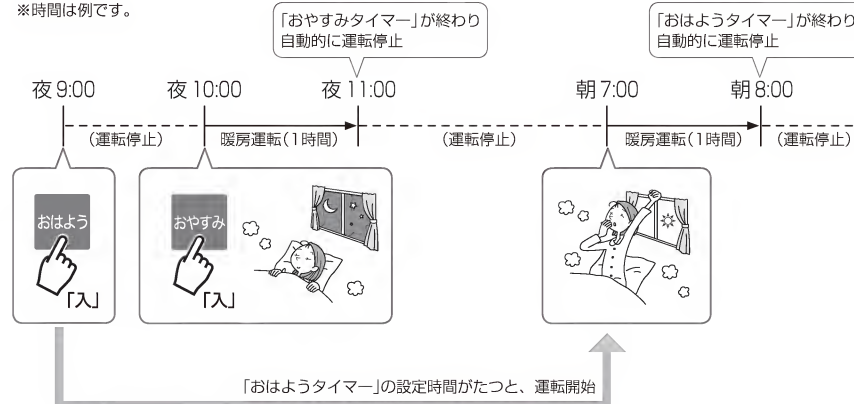 ※時間は例です。
「おやすみタイマー」が終わり
自動的に運転停止
「おはようタイマー」が終わり
自動的に運転停止
夜9:00
夜10:00
夜11:00
朝7:00
朝8:00
(運転停止)
暖房運転(1時間)
(運転停止)
暖房運転(1時間)
(運転停止)
おはよう
「入」
おやすみ
「入」
「おはようタイマー」の設定時間がたつと、運転開始